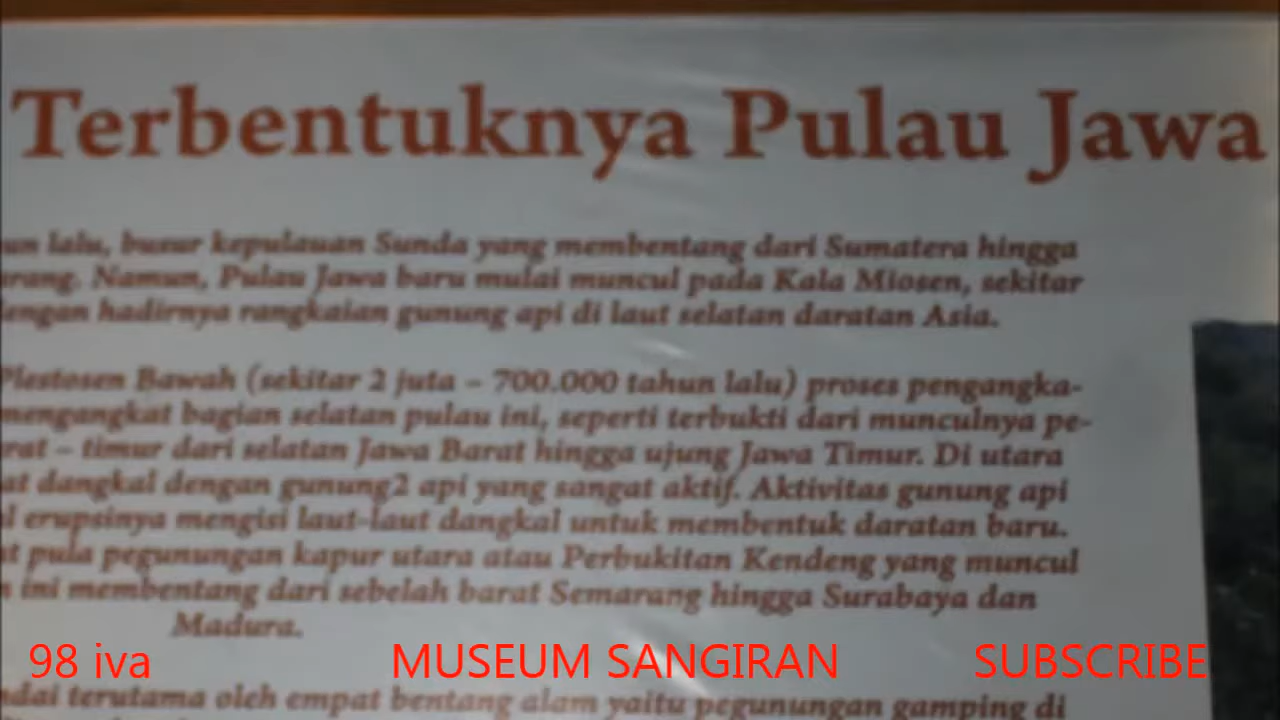 Terbentuknya Pulau Jawa
lalu, busur kepulauan Sunda yang membentang dari Sumatera hingga
Namun, Pulau Jawa baru mulai muncul pada Kala Miosen, sekitar
hadirnya rangkaian gunung api di laut selatan daratan Asia.
Plestosen Bawah (sekitar 2 juta – 700.000 tahun lalu) proses pengangka-
mengangkat bagian selatan pulau ini, seperti terbukti dari munculnya pe-
rat – timur dari selatan Jawa Barat hingga ujung Jawa Timur. Di utara
at dangkal dengan gunung2 api yang sangat aktif. Aktivitas gunung api
erupsinya mengisi laut-laut dangkal untuk membentuk daratan baru.
pula pegunungan kapur utara atau Perbukitan Kendeng yang muncul
ini membentang dari sebelah barat Semarang hingga Surabaya dan
Madura.
98 iva MUSEUM SANGIRAN SUBSCRIBE
dai terutama oleh empat bentang alam yaitu pegunungan gamping di